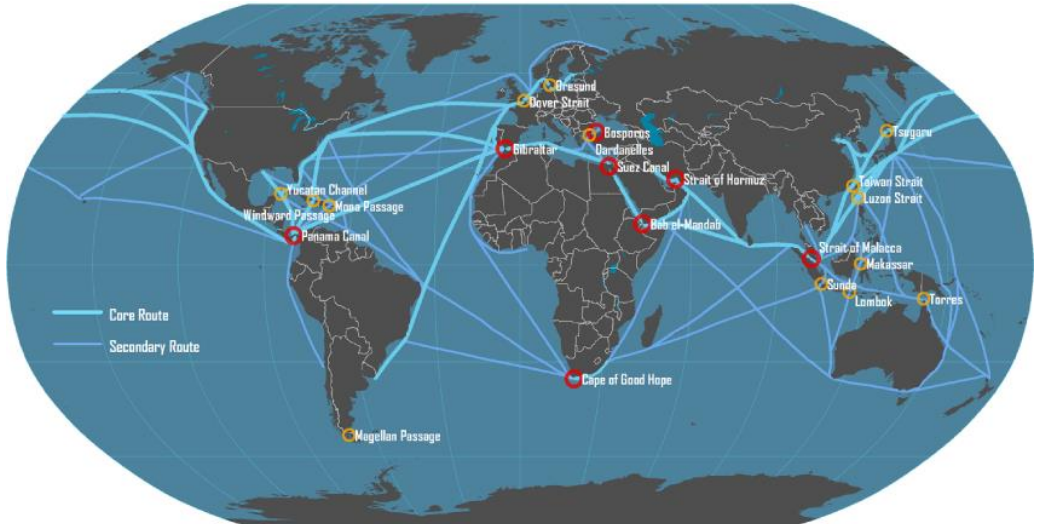 Oresund
Dover Strait
Bosporus
Tsugaru
Gibraltar
Dardanelles
Suez Canal
Strait of Hormuz
Taiwan Strait
Yucatan Channel
Luzon Strait
Mona Passage
Windward Passage
Bab el-Mandab
Panama Canal
Strait of Malacca
Makassar
Sunda
Lombok
Torres
Core Route
Secondary Route
Cape of Good Hope
Magellan Passage